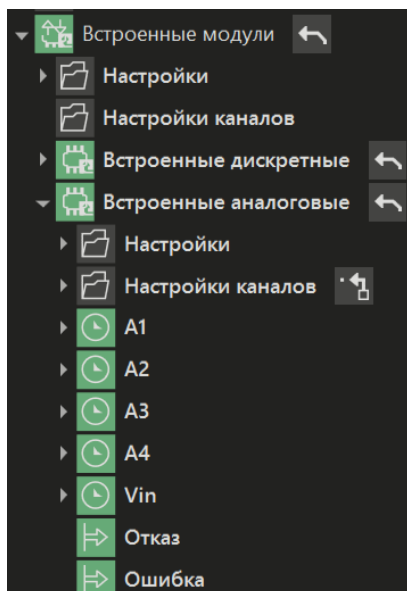 Встроенные модули
Настройки
Настройки каналов
Встроенные дискретные
Встроенные аналоговые
Настройки
Настройки каналов
A1
A2
A3
A4
Vin
Отказ
Ошибка